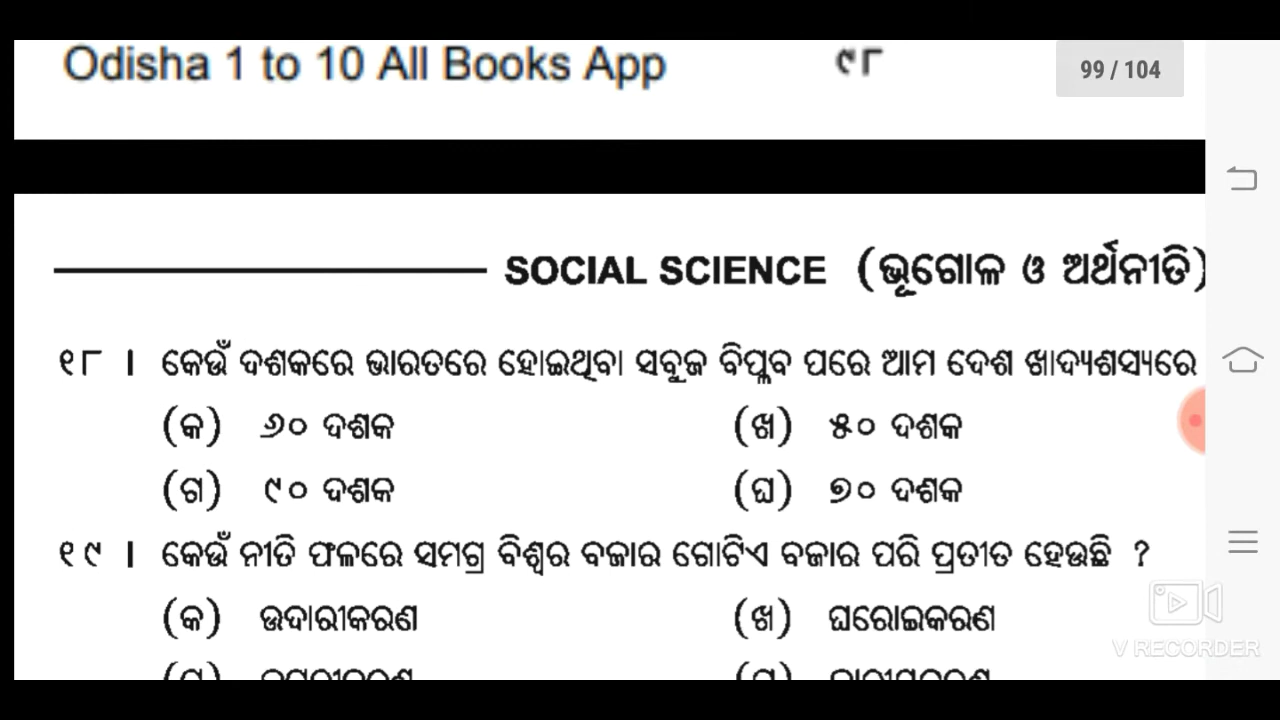 Odisha 1 to 10 All Books App ୯୮
99 / 104
SOCIAL SCIENCE (ଭୂଗୋଳ ଓ ଅର୍ଥନୀତି)
୧୮ । କେଉଁ ଦଶକରେ ଭାରତରେ ହୋଇଥିବା ସବୁଜ ବିପ୍ଳବ ପରେ ଆମ ଦେଶ ଖାଦ୍ୟଶସ୍ୟରେ
(କ) ୬୦ ଦଶକ (ଖ) ୫୦ ଦଶକ
(ଗ) ୯୦ ଦଶକ (ଘ) ୭୦ ଦଶକ
୧୯ । କେଉଁ ନୀତି ଫଳରେ ସମଗ୍ର ବିଶ୍ୱର ବଜାର ଗୋଟିଏ ବଜାର ପରି ପ୍ରତୀତ ହେଉଛି ?
(କ) ଉଦାରୀକରଣ (ଖ) ଘରୋଇକରଣ
V RECORDER